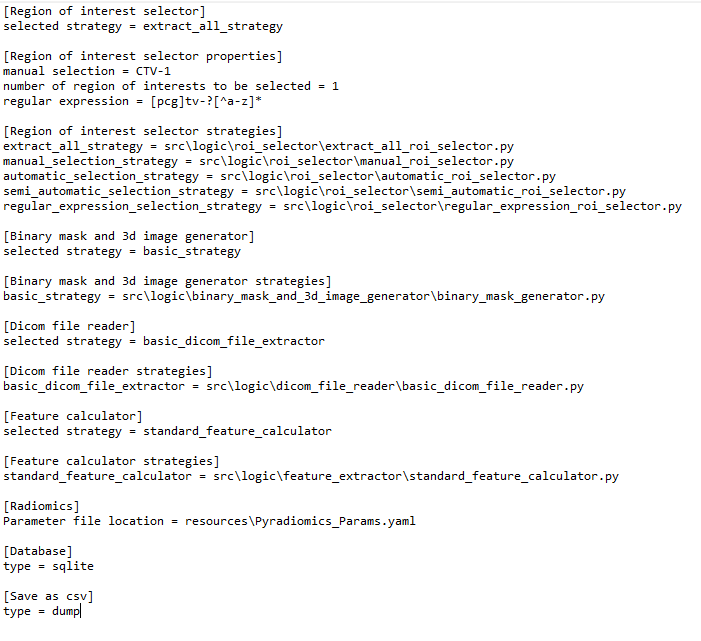 [Region of interest selector]
selected strategy = extract_all_strategy
[Region of interest selector properties]
manual selection = CTV-1
number of region of interests to be selected = 1
regular expression = [pcg]tv-?[^a-z]*
[Region of interest selector strategies]
extract_all_strategy = src\logic\roi_selector\extract_all_roi_selector.py
manual_selection_strategy = src\logic\roi_selector\manual_roi_selector.py
automatic_selection_strategy = src\logic\roi_selector\automatic_roi_selector.py
semi_automatic_selection_strategy = src\logic\roi_selector\semi_automatic_roi_selector.py
regular_expression_selection_strategy = src\logic\roi_selector\regular_expression_roi_selector.py
[Binary mask and 3d image generator]
selected strategy = basic_strategy
[Binary mask and 3d image generator strategies]
basic_strategy = src\logic\binary_mask_and_3d_image_generator\binary_mask_generator.py
[Dicom file reader]
selected strategy = basic_dicom_file_extractor
[Dicom file reader strategies]
basic_dicom_file_extractor = src\logic\dicom_file_reader\basic_dicom_file_reader.py
[Feature calculator]
selected strategy = standard_feature_calculator
[Feature calculator strategies]
standard_feature_calculator = src\logic\feature_extractor\standard_feature_calculator.py
[Radiomics]
Parameter file location = resources\Pyradiomics_Params.yaml
[Database]
type = sqlite
[Save as csv]
type = dump